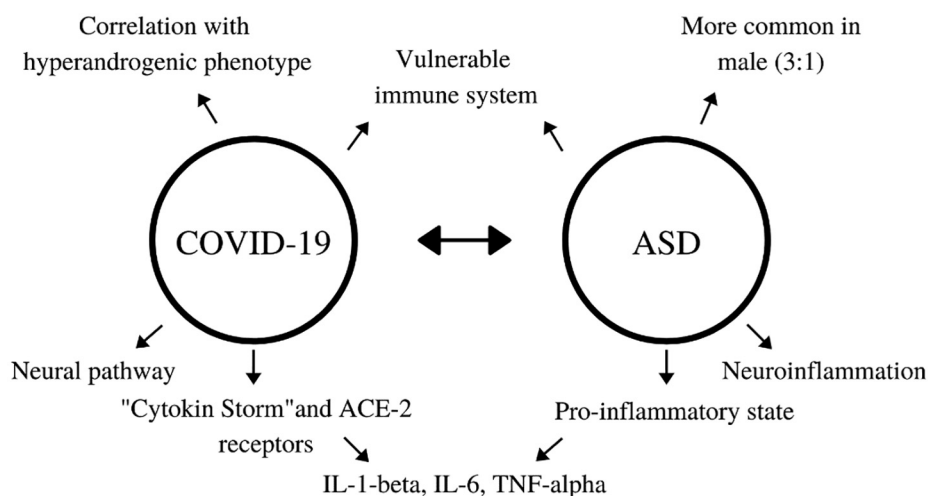 Correlation with
hyperandrogenic phenotype
Vulnerable
immune system
More common in
male (3:1)
COVID-19
ASD
Neural pathway
"Cytokin Storm"and ACE-2
receptors
Pro-inflammatory state
Neuroinflammation
IL-1-beta, IL-6, TNF-alpha